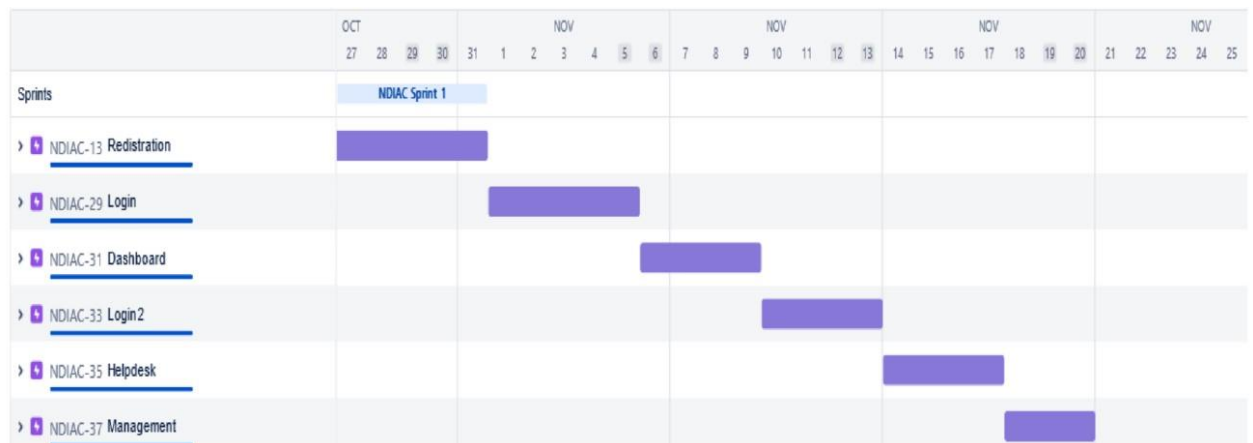 OCT NOV NOV NOV NOV
27 28 29 30 31 1 2 3 4 5 6 7 8 9 10 11 12 13 14 15 16 17 18 19 20 21 22 23 24 25
Sprints NDIAC Sprint 1
NDIAC-13 Redistration
NDIAC-29 Login
NDIAC-31 Dashboard
NDIAC-33 Login2
NDIAC-35 Helpdesk
NDIAC-37 Management